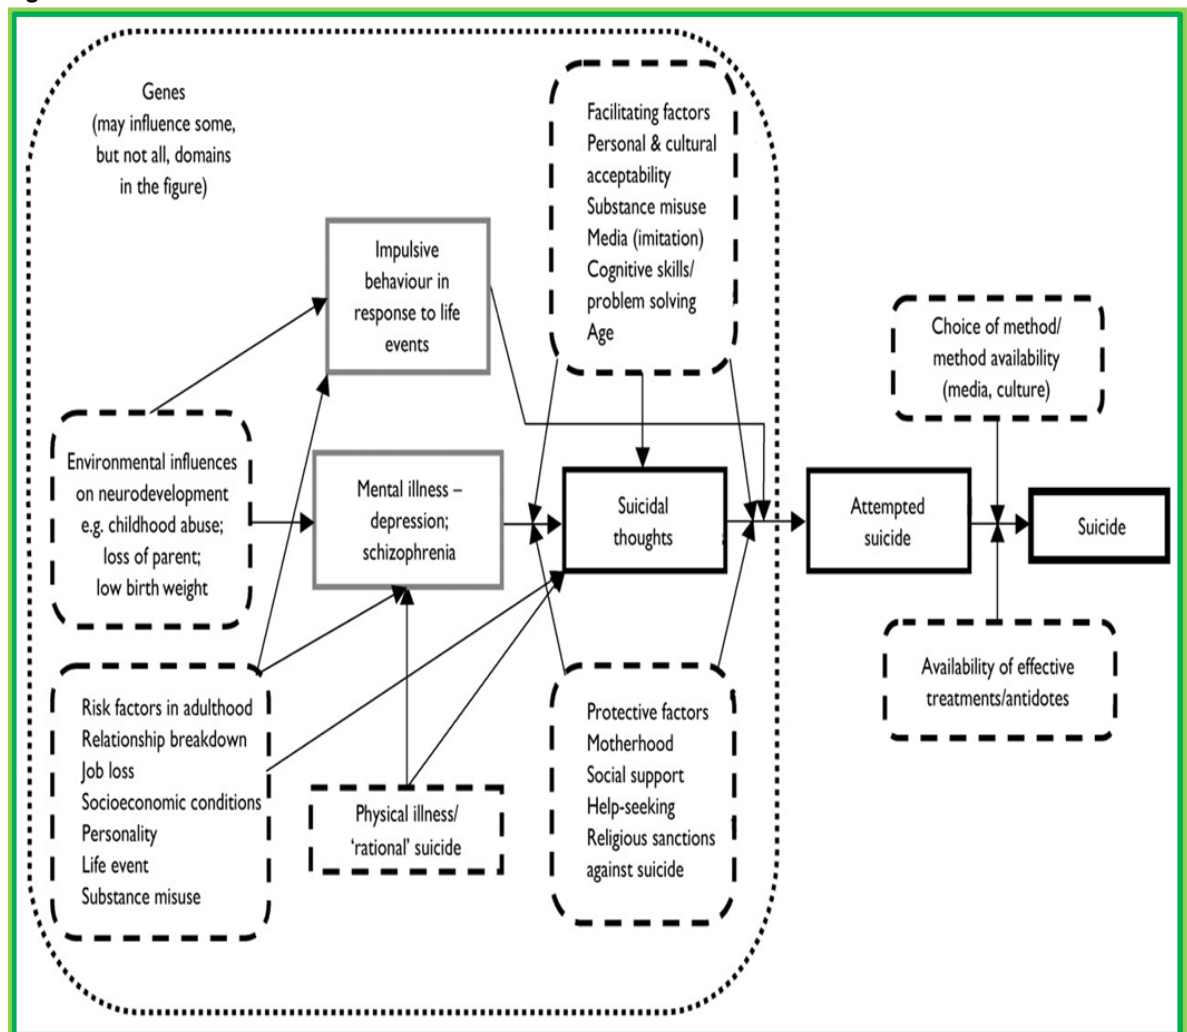 Genes
(may influence some,
but not all, domains
in the figure)
Facilitating factors
Personal & cultural
acceptability
Substance misuse
Media (imitation)
Cognitive skills/
problem solving
Age
Impulsive
behaviour in
response to life
events
Choice of method/
method availability
(media, culture)
Environmental influences
on neurodevelopment
e.g. childhood abuse;
loss of parent;
low birth weight
Mental illness –
depression;
schizophrenia
Suicidal
thoughts
Attempted
suicide
Suicide
Risk factors in adulthood
Relationship breakdown
Job loss
Socioeconomic conditions
Personality
Life event
Substance misuse
Physical illness/
‘rational’ suicide
Protective factors
Motherhood
Social support
Help-seeking
Religious sanctions
against suicide
Availability of effective
treatments/antidotes